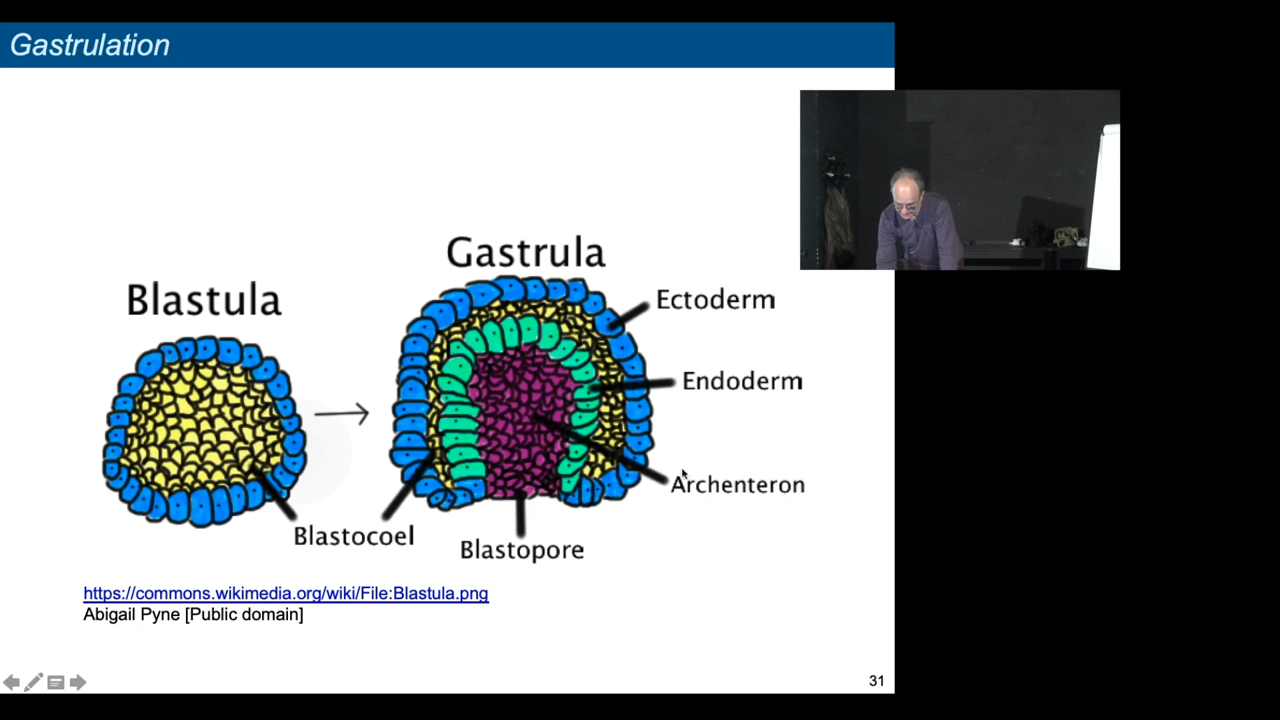 Gastrulation
Gastrula
Blastula
Ectoderm
Endoderm
Archenteron
Blastocoel
Blastopore
https://commons.wikimedia.org/wiki/File:Blastula.png
Abigail Pyne [Public domain]
31